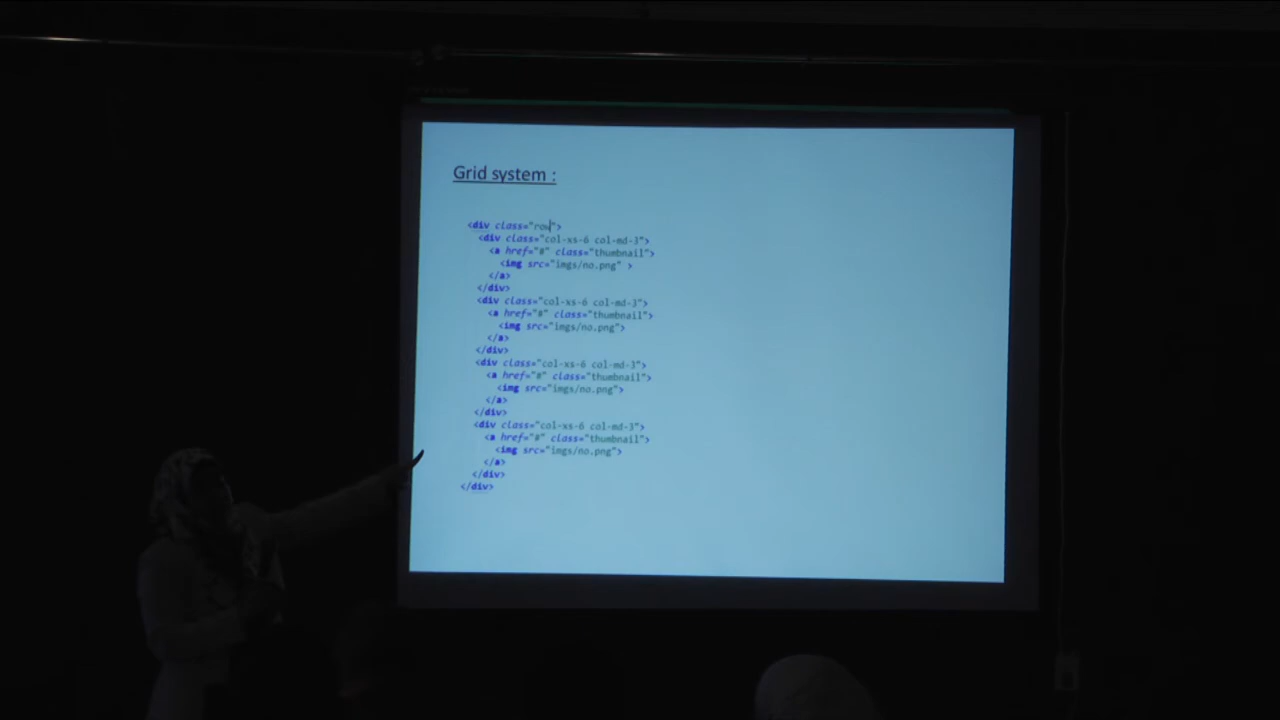 Grid system :
<div class="row">
<div class="col-xs-6 col-md-3">
<a href="#" class="thumbnail">
<img src="imgs/no.png" >
</a>
</div>
<div class="col-xs-6 col-md-3">
<a href="#" class="thumbnail">
<img src="imgs/no.png">
</a>
</div>
<div class="col-xs-6 col-md-3">
<a href="#" class="thumbnail">
<img src="imgs/no.png">
</a>
</div>
<div class="col-xs-6 col-md-3">
<a href="#" class="thumbnail">
<img src="imgs/no.png">
</a>
</div>
</div>